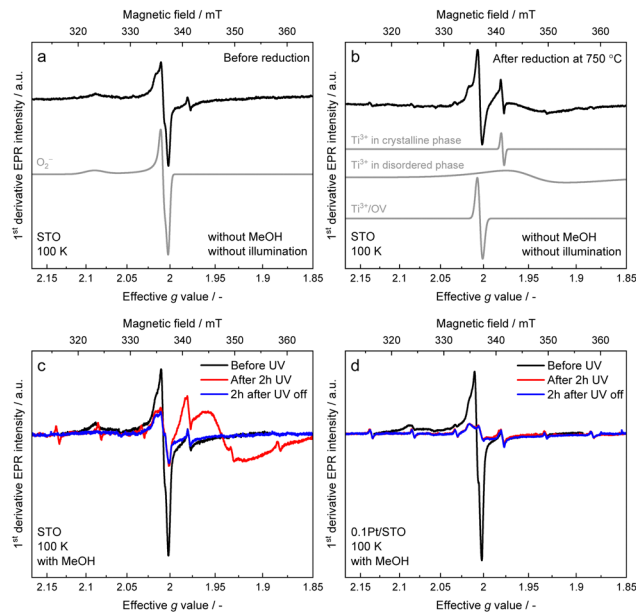 Magnetic field / mT
320 330 340 350 360
a
Before reduction
O₂⁻
STO
100 K
without MeOH
without illumination
1st derivative EPR intensity / a.u.
2.15 2.1 2.05 2 1.95 1.9 1.85
Effective g value / -
Magnetic field / mT
320 330 340 350 360
b
After reduction at 750 °C
Ti³⁺ in crystalline phase
Ti³⁺ in disordered phase
Ti³⁺/OV
STO
100 K
without MeOH
without illumination
1st derivative EPR intensity / a.u.
2.15 2.1 2.05 2 1.95 1.9 1.85
Effective g value / -
Magnetic field / mT
320 330 340 350 360
c
Before UV
After 2h UV
2h after UV off
STO
100 K
with MeOH
1st derivative EPR intensity / a.u.
2.15 2.1 2.05 2 1.95 1.9 1.85
Effective g value / -
Magnetic field / mT
320 330 340 350 360
d
Before UV
After 2h UV
2h after UV off
0.1Pt/STO
100 K
with MeOH
1st derivative EPR intensity / a.u.
2.15 2.1 2.05 2 1.95 1.9 1.85
Effective g value / -